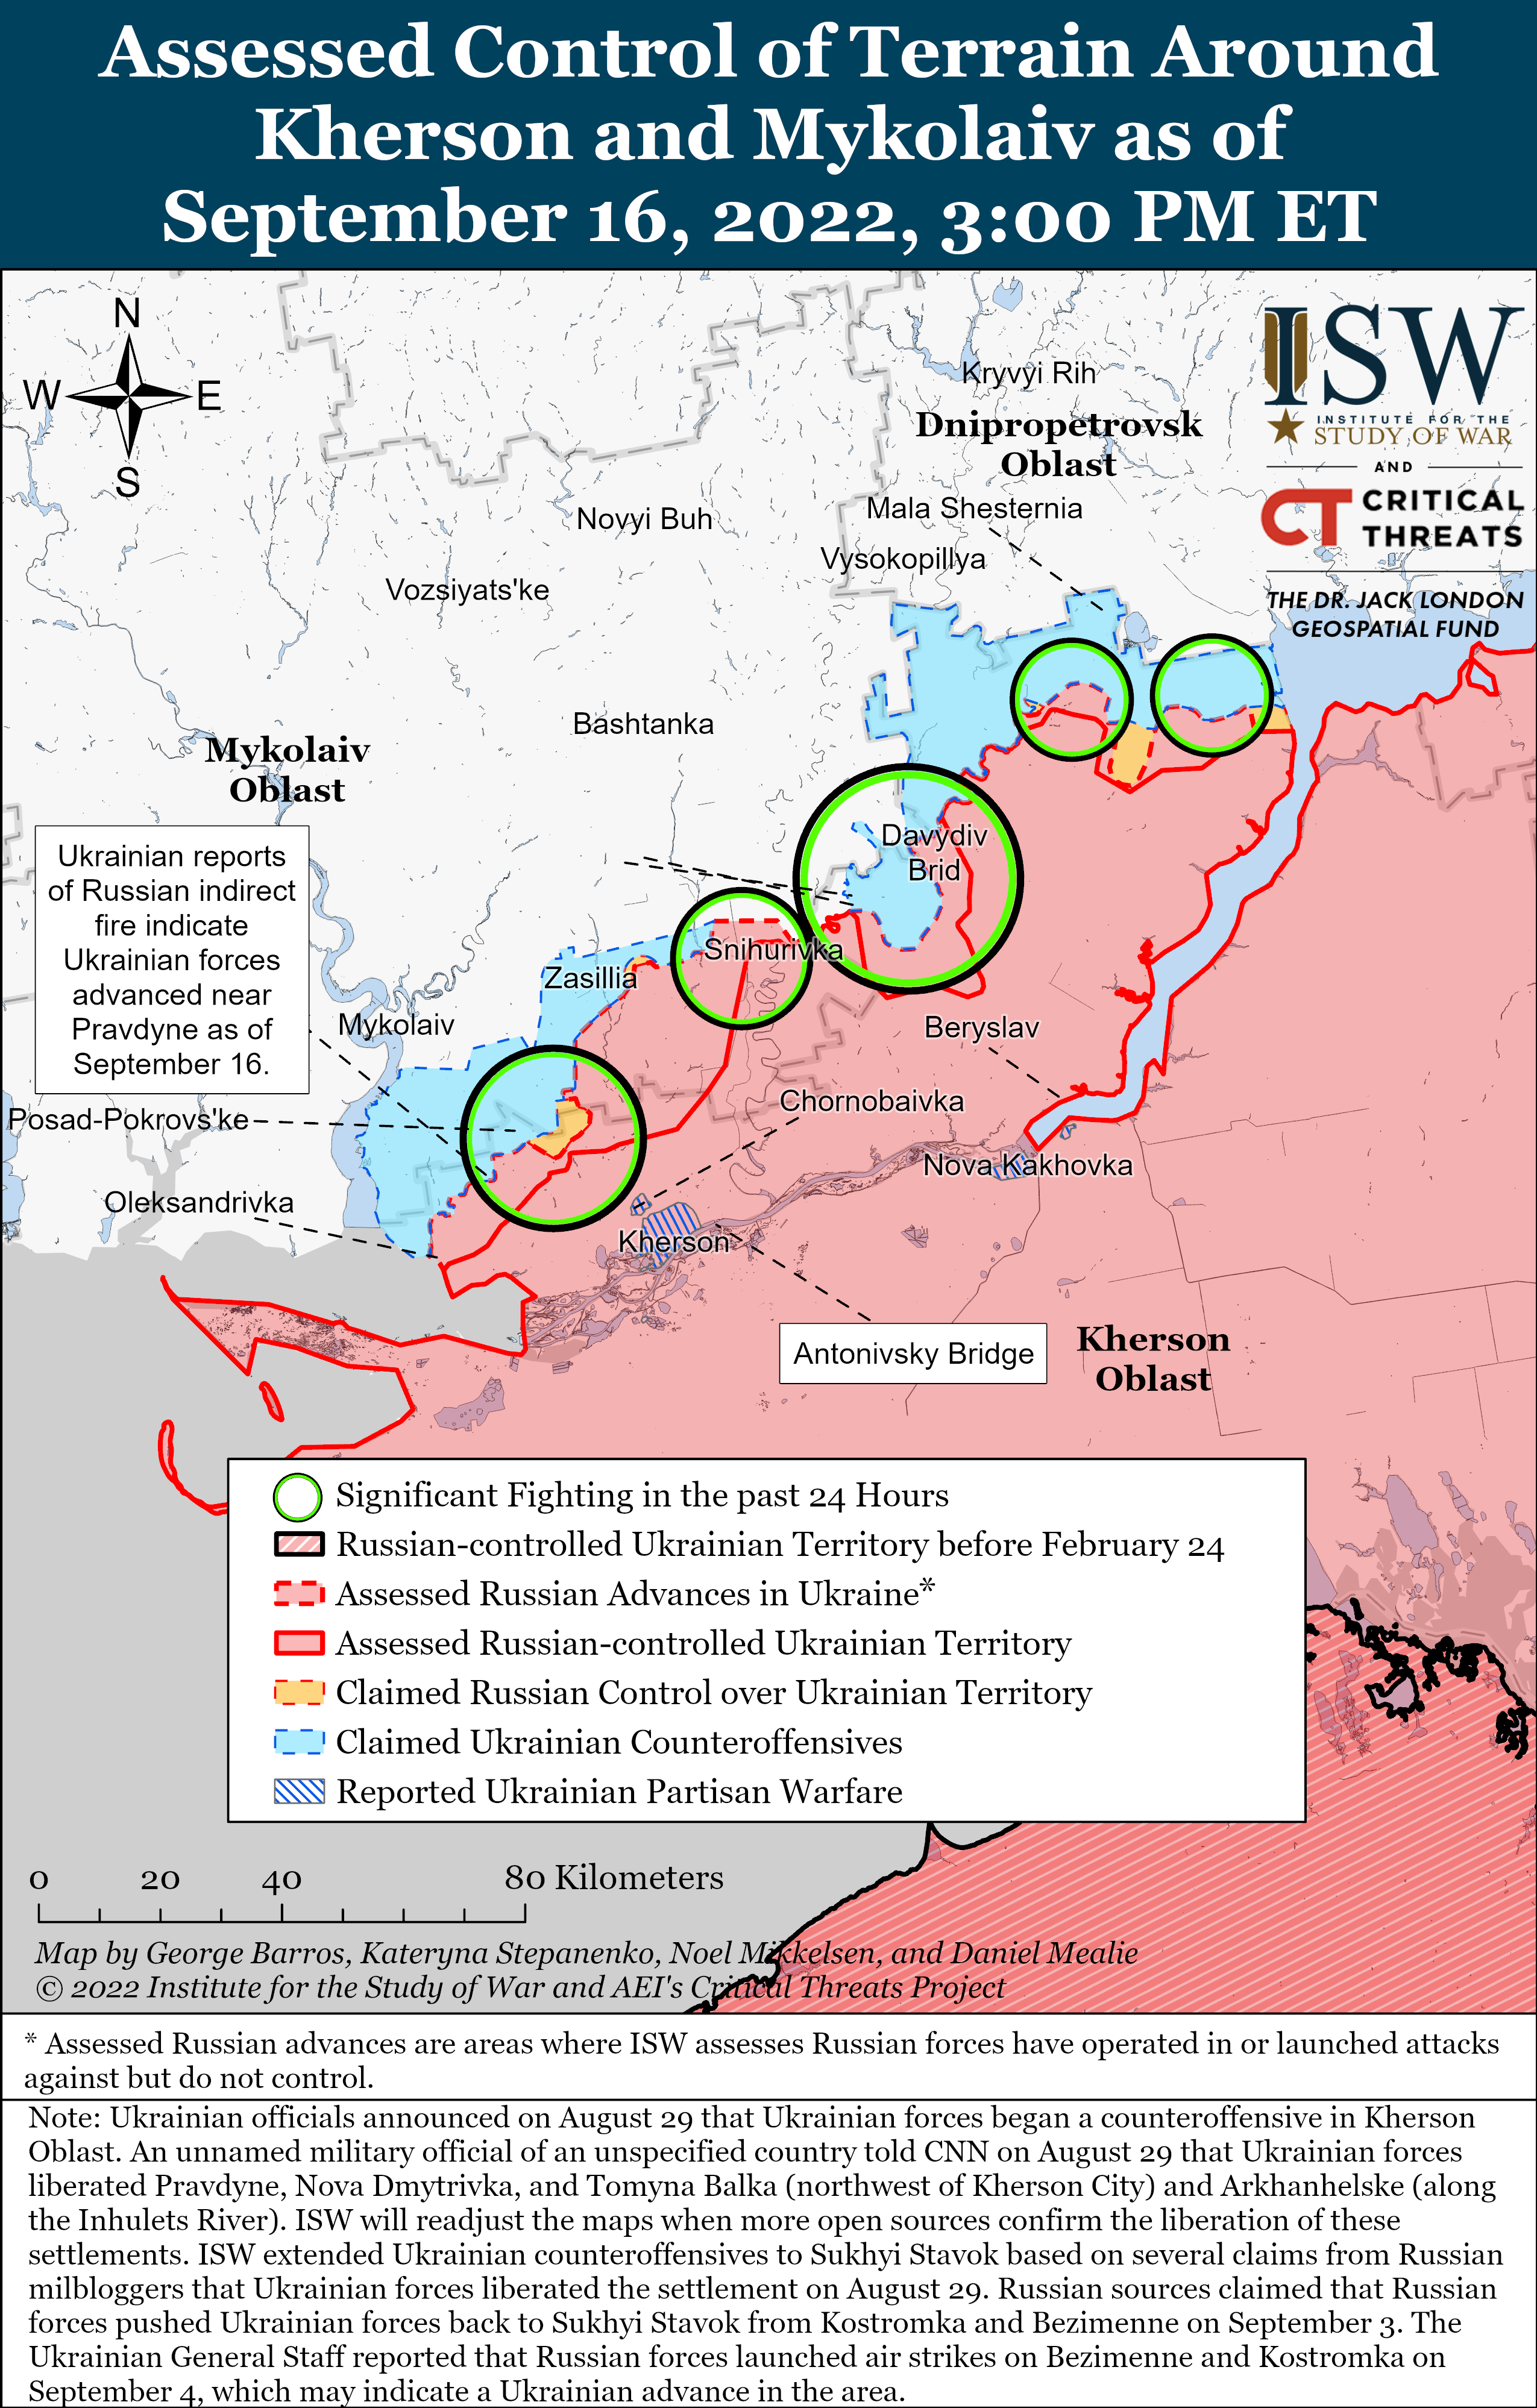 Assessed Control of Terrain Around
Kherson and Mykolaiv as of
September 16, 2022, 3:00 PM ET
N
W
E
S
ISW
INSTITUTE FOR THE
STUDY OF WAR
AND
CT CRITICAL
THREATS
THE DR. JACK LONDON
GEOSPATIAL FUND
Kryvyi Rih
Dnipropetrovsk
Oblast
Mala Shesternia
Novyi Buh
Vysokopillya
Vozsiyats'ke
Bashtanka
Mykolaiv
Oblast
Davydiv
Brid
Ukrainian reports
of Russian indirect
fire indicate
Ukrainian forces
advanced near
Pravdyne as of
September 16.
Snihurivka
Zasillia
Mykolaiv
Beryslav
Chornobaivka
Posad-Pokrovs'ke
Nova Kakhovka
Oleksandrivka
Kherson
Antonivsky Bridge
Kherson
Oblast
Significant Fighting in the past 24 Hours
Russian-controlled Ukrainian Territory before February 24
Assessed Russian Advances in Ukraine*
Assessed Russian-controlled Ukrainian Territory
Claimed Russian Control over Ukrainian Territory
Claimed Ukrainian Counteroffensives
Reported Ukrainian Partisan Warfare
0 20 40 80 Kilometers
Map by George Barros, Kateryna Stepanenko, Noel Mikkelsen, and Daniel Mealie
© 2022 Institute for the Study of War and AEI's Critical Threats Project
* Assessed Russian advances are areas where ISW assesses Russian forces have operated in or launched attacks
against but do not control.
Note: Ukrainian officials announced on August 29 that Ukrainian forces began a counteroffensive in Kherson
Oblast. An unnamed military official of an unspecified country told CNN on August 29 that Ukrainian forces
liberated Pravdyne, Nova Dmytrivka, and Tomyna Balka (northwest of Kherson City) and Arkhanhelske (along
the Inhulets River). ISW will readjust the maps when more open sources confirm the liberation of these
settlements. ISW extended Ukrainian counteroffensives to Sukhyi Stavok based on several claims from Russian
milbloggers that Ukrainian forces liberated the settlement on August 29. Russian sources claimed that Russian
forces pushed Ukrainian forces back to Sukhyi Stavok from Kostromka and Bezimenne on September 3. The
Ukrainian General Staff reported that Russian forces launched air strikes on Bezimenne and Kostromka on
September 4, which may indicate a Ukrainian advance in the area.